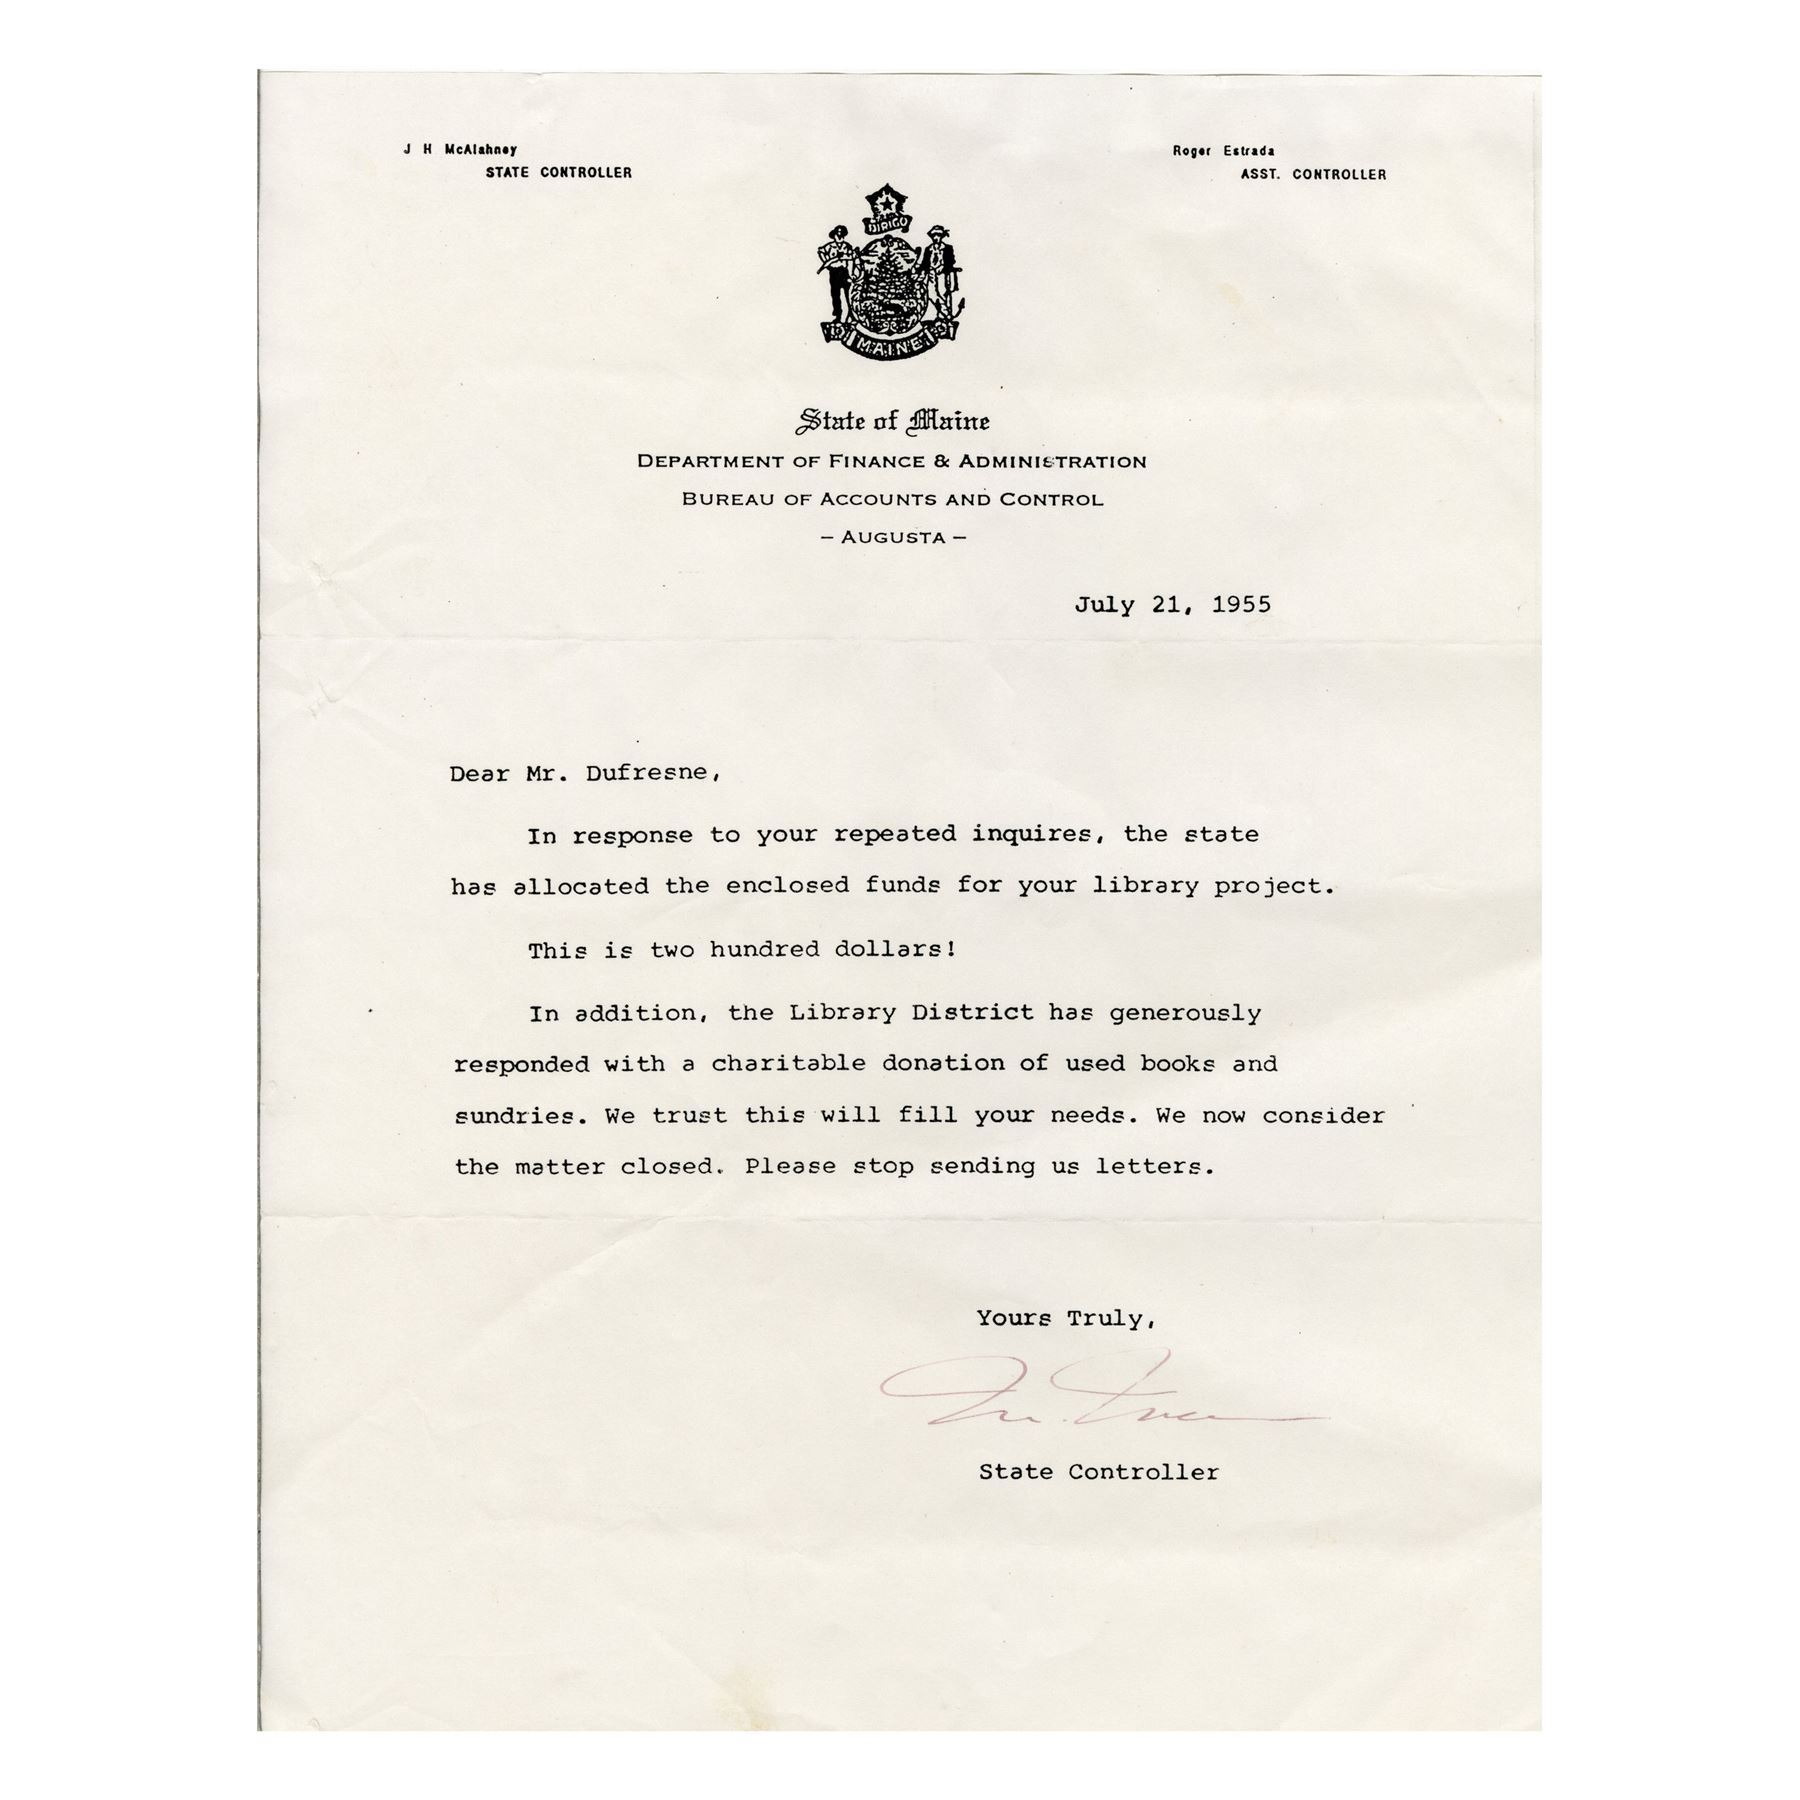 J H McAlahney
STATE CONTROLLER
Roger Estrada
ASST. CONTROLLER
DIRIGO
MAINE
State of Maine
DEPARTMENT OF FINANCE & ADMINISTRATION
BUREAU OF ACCOUNTS AND CONTROL
– AUGUSTA –
July 21, 1955
Dear Mr. Dufresne,
In response to your repeated inquires, the state
has allocated the enclosed funds for your library project.
This is two hundred dollars!
In addition, the Library District has generously
responded with a charitable donation of used books and
sundries. We trust this will fill your needs. We now consider
the matter closed. Please stop sending us letters.
Yours Truly,
State Controller